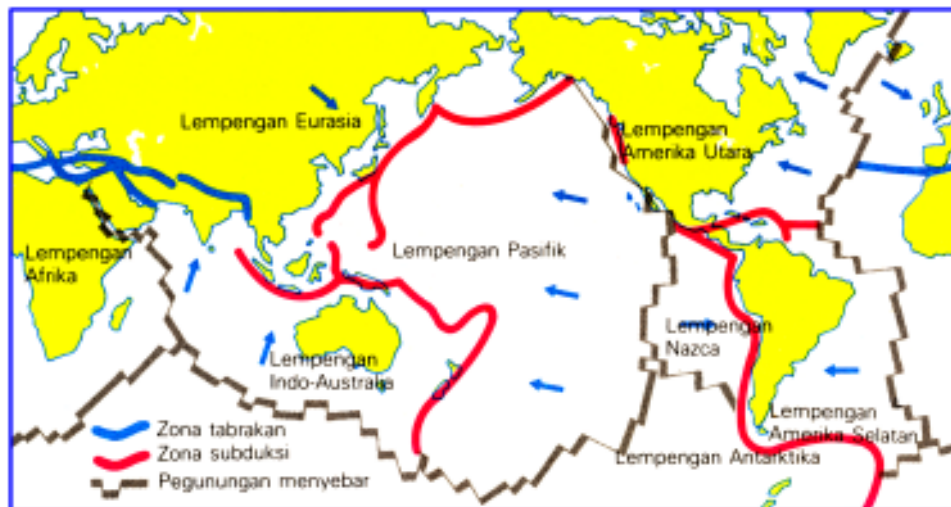 Lempengan Eurasia
Lempengan
Amerika Utara
Lempengan
Afrika
Lempengan Pasifik
Lempengan
Nazca
Lempengan
Indo-Australia
Lempengan
Amerika Selatan
Lempengan Antarktika
Zona tabrakan
Zona subduksi
Pegunungan menyebar